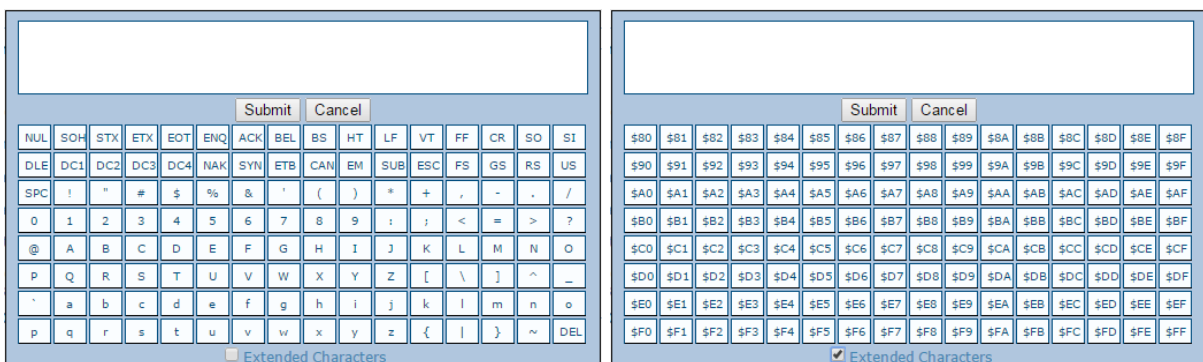 Submit Cancel
NUL SOH STX ETX EOT ENQ ACK BEL BS HT LF VT FF CR SO SI
DLE DC1 DC2 DC3 DC4 NAK SYN ETB CAN EM SUB ESC FS GS RS US
SPC ! " # $ % & ' ( ) * + , - . /
0 1 2 3 4 5 6 7 8 9 : ; < = > ?
@ A B C D E F G H I J K L M N O
P Q R S T U V W X Y Z [ \ ] ^ _
` a b c d e f g h i j k l m n o
p q r s t u v w x y z { | } ~ DEL
Extended Characters
Submit Cancel
$80 $81 $82 $83 $84 $85 $86 $87 $88 $89 $8A $8B $8C $8D $8E $8F
$90 $91 $92 $93 $94 $95 $96 $97 $98 $99 $9A $9B $9C $9D $9E $9F
$A0 $A1 $A2 $A3 $A4 $A5 $A6 $A7 $A8 $A9 $AA $AB $AC $AD $AE $AF
$B0 $B1 $B2 $B3 $B4 $B5 $B6 $B7 $B8 $B9 $BA $BB $BC $BD $BE $BF
$C0 $C1 $C2 $C3 $C4 $C5 $C6 $C7 $C8 $C9 $CA $CB $CC $CD $CE $CF
$D0 $D1 $D2 $D3 $D4 $D5 $D6 $D7 $D8 $D9 $DA $DB $DC $DD $DE $DF
$E0 $E1 $E2 $E3 $E4 $E5 $E6 $E7 $E8 $E9 $EA $EB $EC $ED $EE $EF
$F0 $F1 $F2 $F3 $F4 $F5 $F6 $F7 $F8 $F9 $FA $FB $FC $FD $FE $FF
Extended Characters